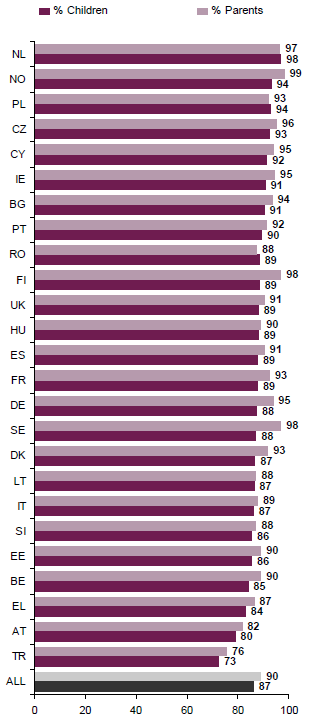 % Children % Parents
NL 97
98
NO 99
94
PL 93
94
CZ 96
93
CY 95
92
IE 95
91
BG 94
91
PT 92
90
RO 88
89
FI 98
89
UK 91
89
HU 90
89
ES 91
89
FR 93
89
DE 95
88
SE 98
88
DK 93
87
LT 88
87
IT 89
87
SI 88
86
EE 90
86
BE 90
85
EL 87
84
AT 82
80
TR 76
73
ALL 90
87
0 20 40 60 80 100